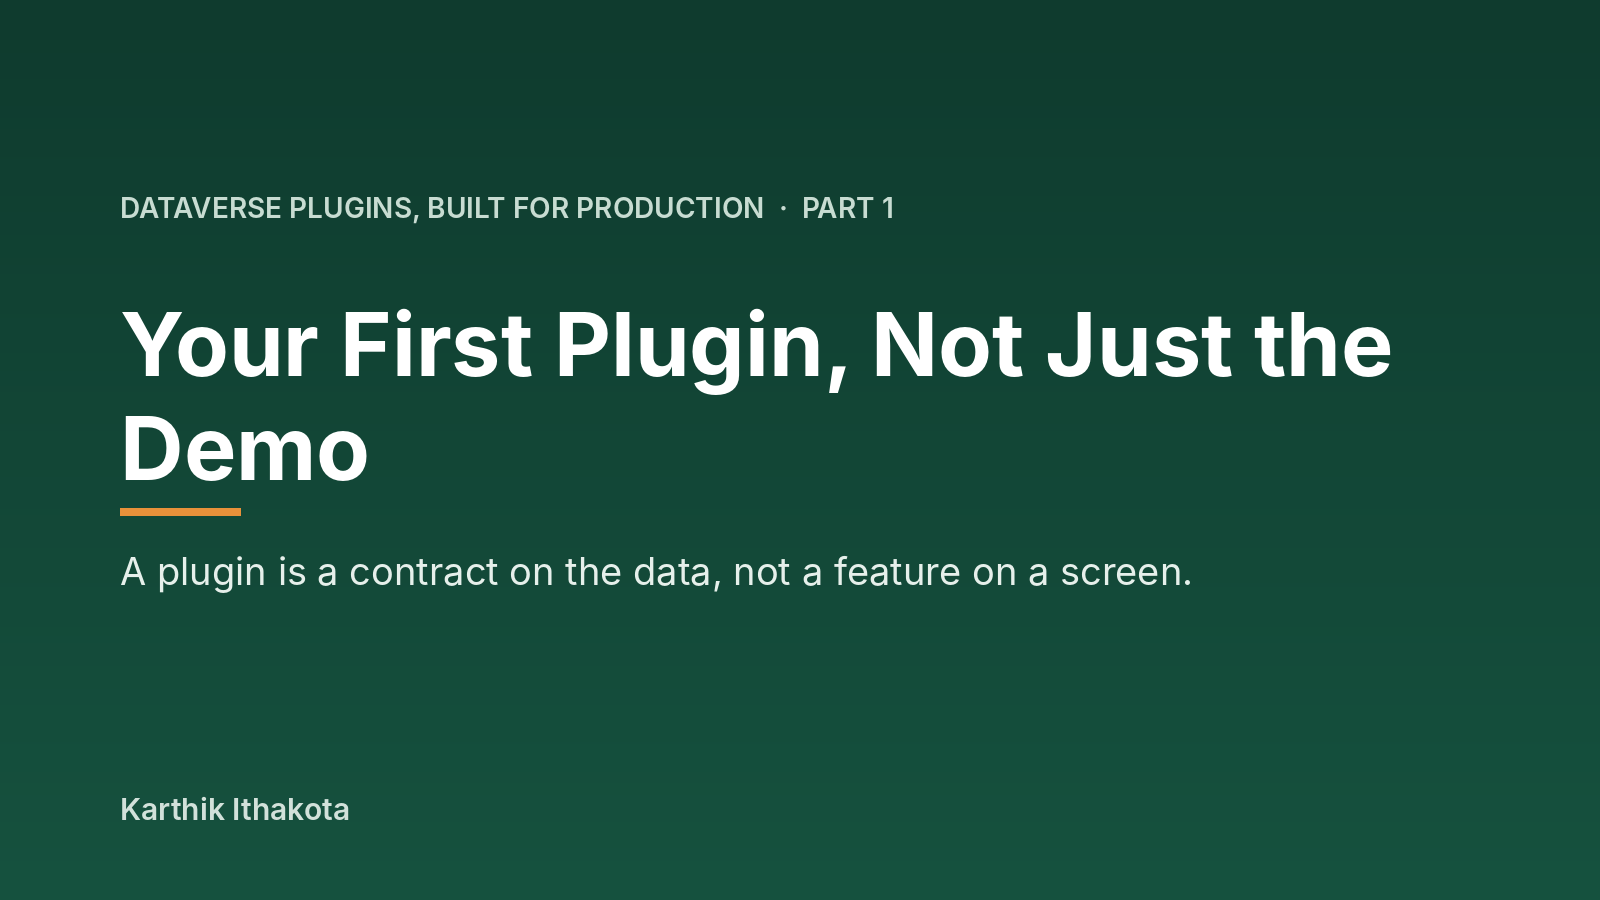 DATAVERSE PLUGINS, BUILT FOR PRODUCTION · PART 1
Your First Plugin, Not Just the
Demo
A plugin is a contract on the data, not a feature on a screen.
Karthik Ithakota